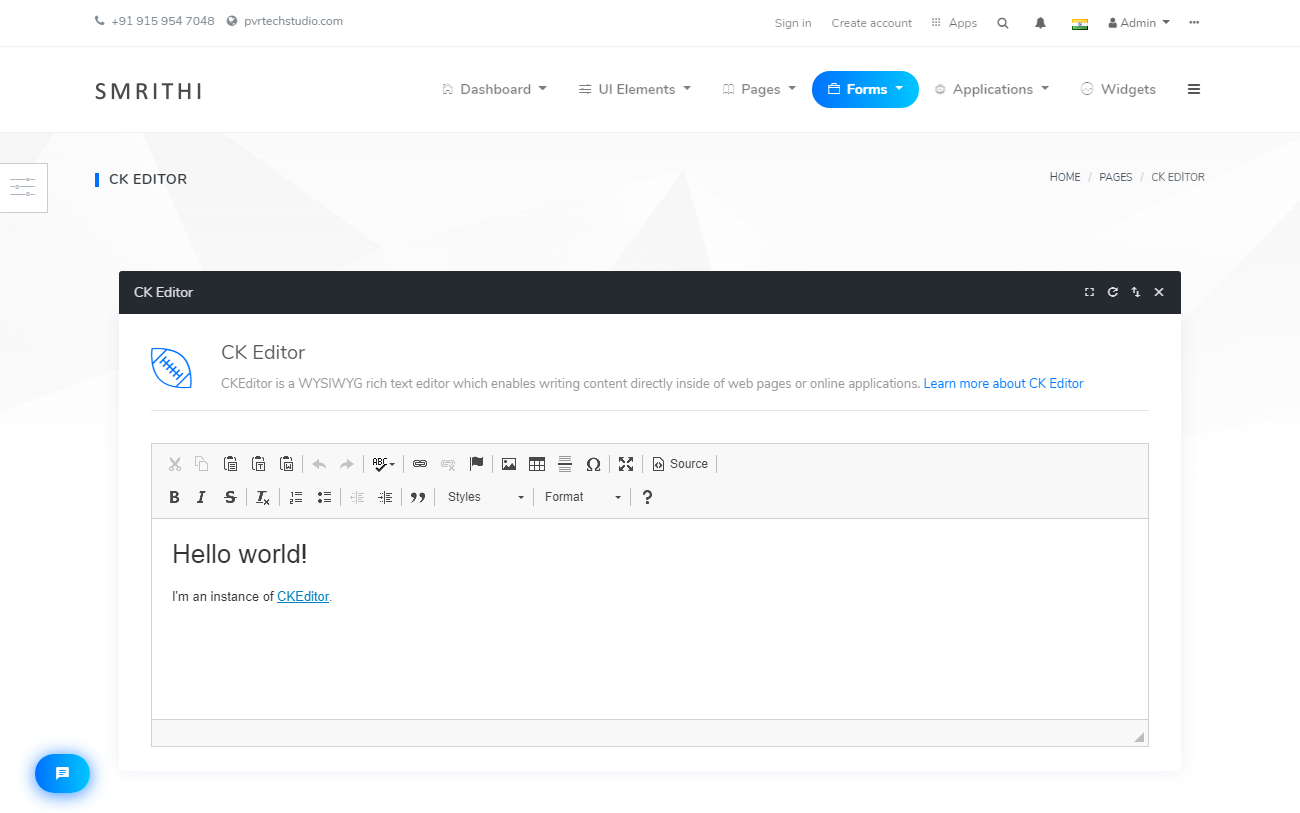 +91 915 954 7048 pvrtechstudio.com Sign in Create account Apps Admin
SMRITHI Dashboard UI Elements Pages Forms Applications Widgets
CK EDITOR HOME / PAGES / CK EDITOR
CK Editor
CK Editor
CKEditor is a WYSIWYG rich text editor which enables writing content directly inside of web pages or online applications. Learn more about CK Editor
ABC Source
B I S Tx Styles Format ?
Hello world!
I'm an instance of CKEditor.